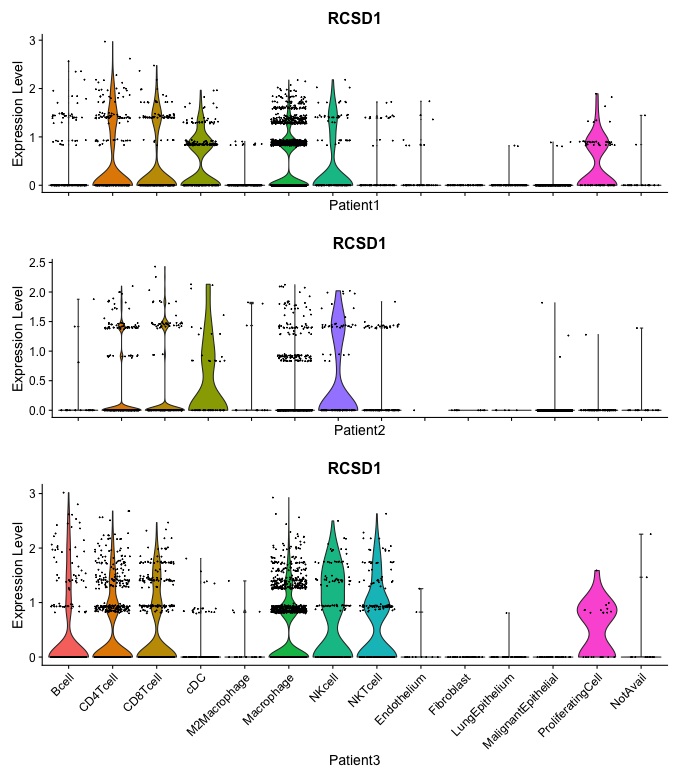 RCSD1
Expression Level
3
2
1
0
Patient1
RCSD1
Expression Level
2.5
2.0
1.5
1.0
0.5
0.0
Patient2
RCSD1
Expression Level
3
2
1
0
Bcell
CD4Tcell
CD8Tcell
cDC
M2Macrophage
Macrophage
NKcell
NKTcell
Endothelium
Fibroblast
LungEpithelium
MalignantEpithelial
ProliferatingCell
NotAvail
Patient3